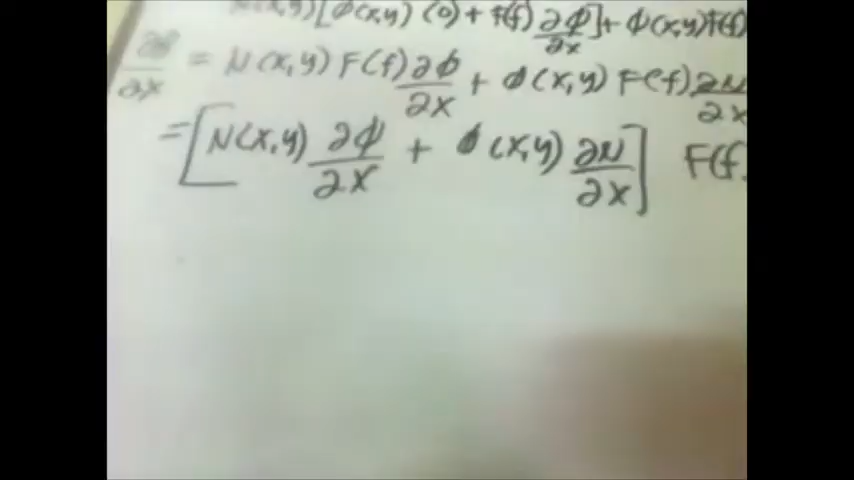 N(x,y)[ϕ(x,y) (0) + F(f) ∂ϕ/∂x] + ϕ(x,y) F(f)
= N(x,y) F(f) ∂ϕ/∂x + ϕ(x,y) F(f) ∂N/∂x
= [N(x,y) ∂ϕ/∂x + ϕ(x,y) ∂N/∂x] F(f